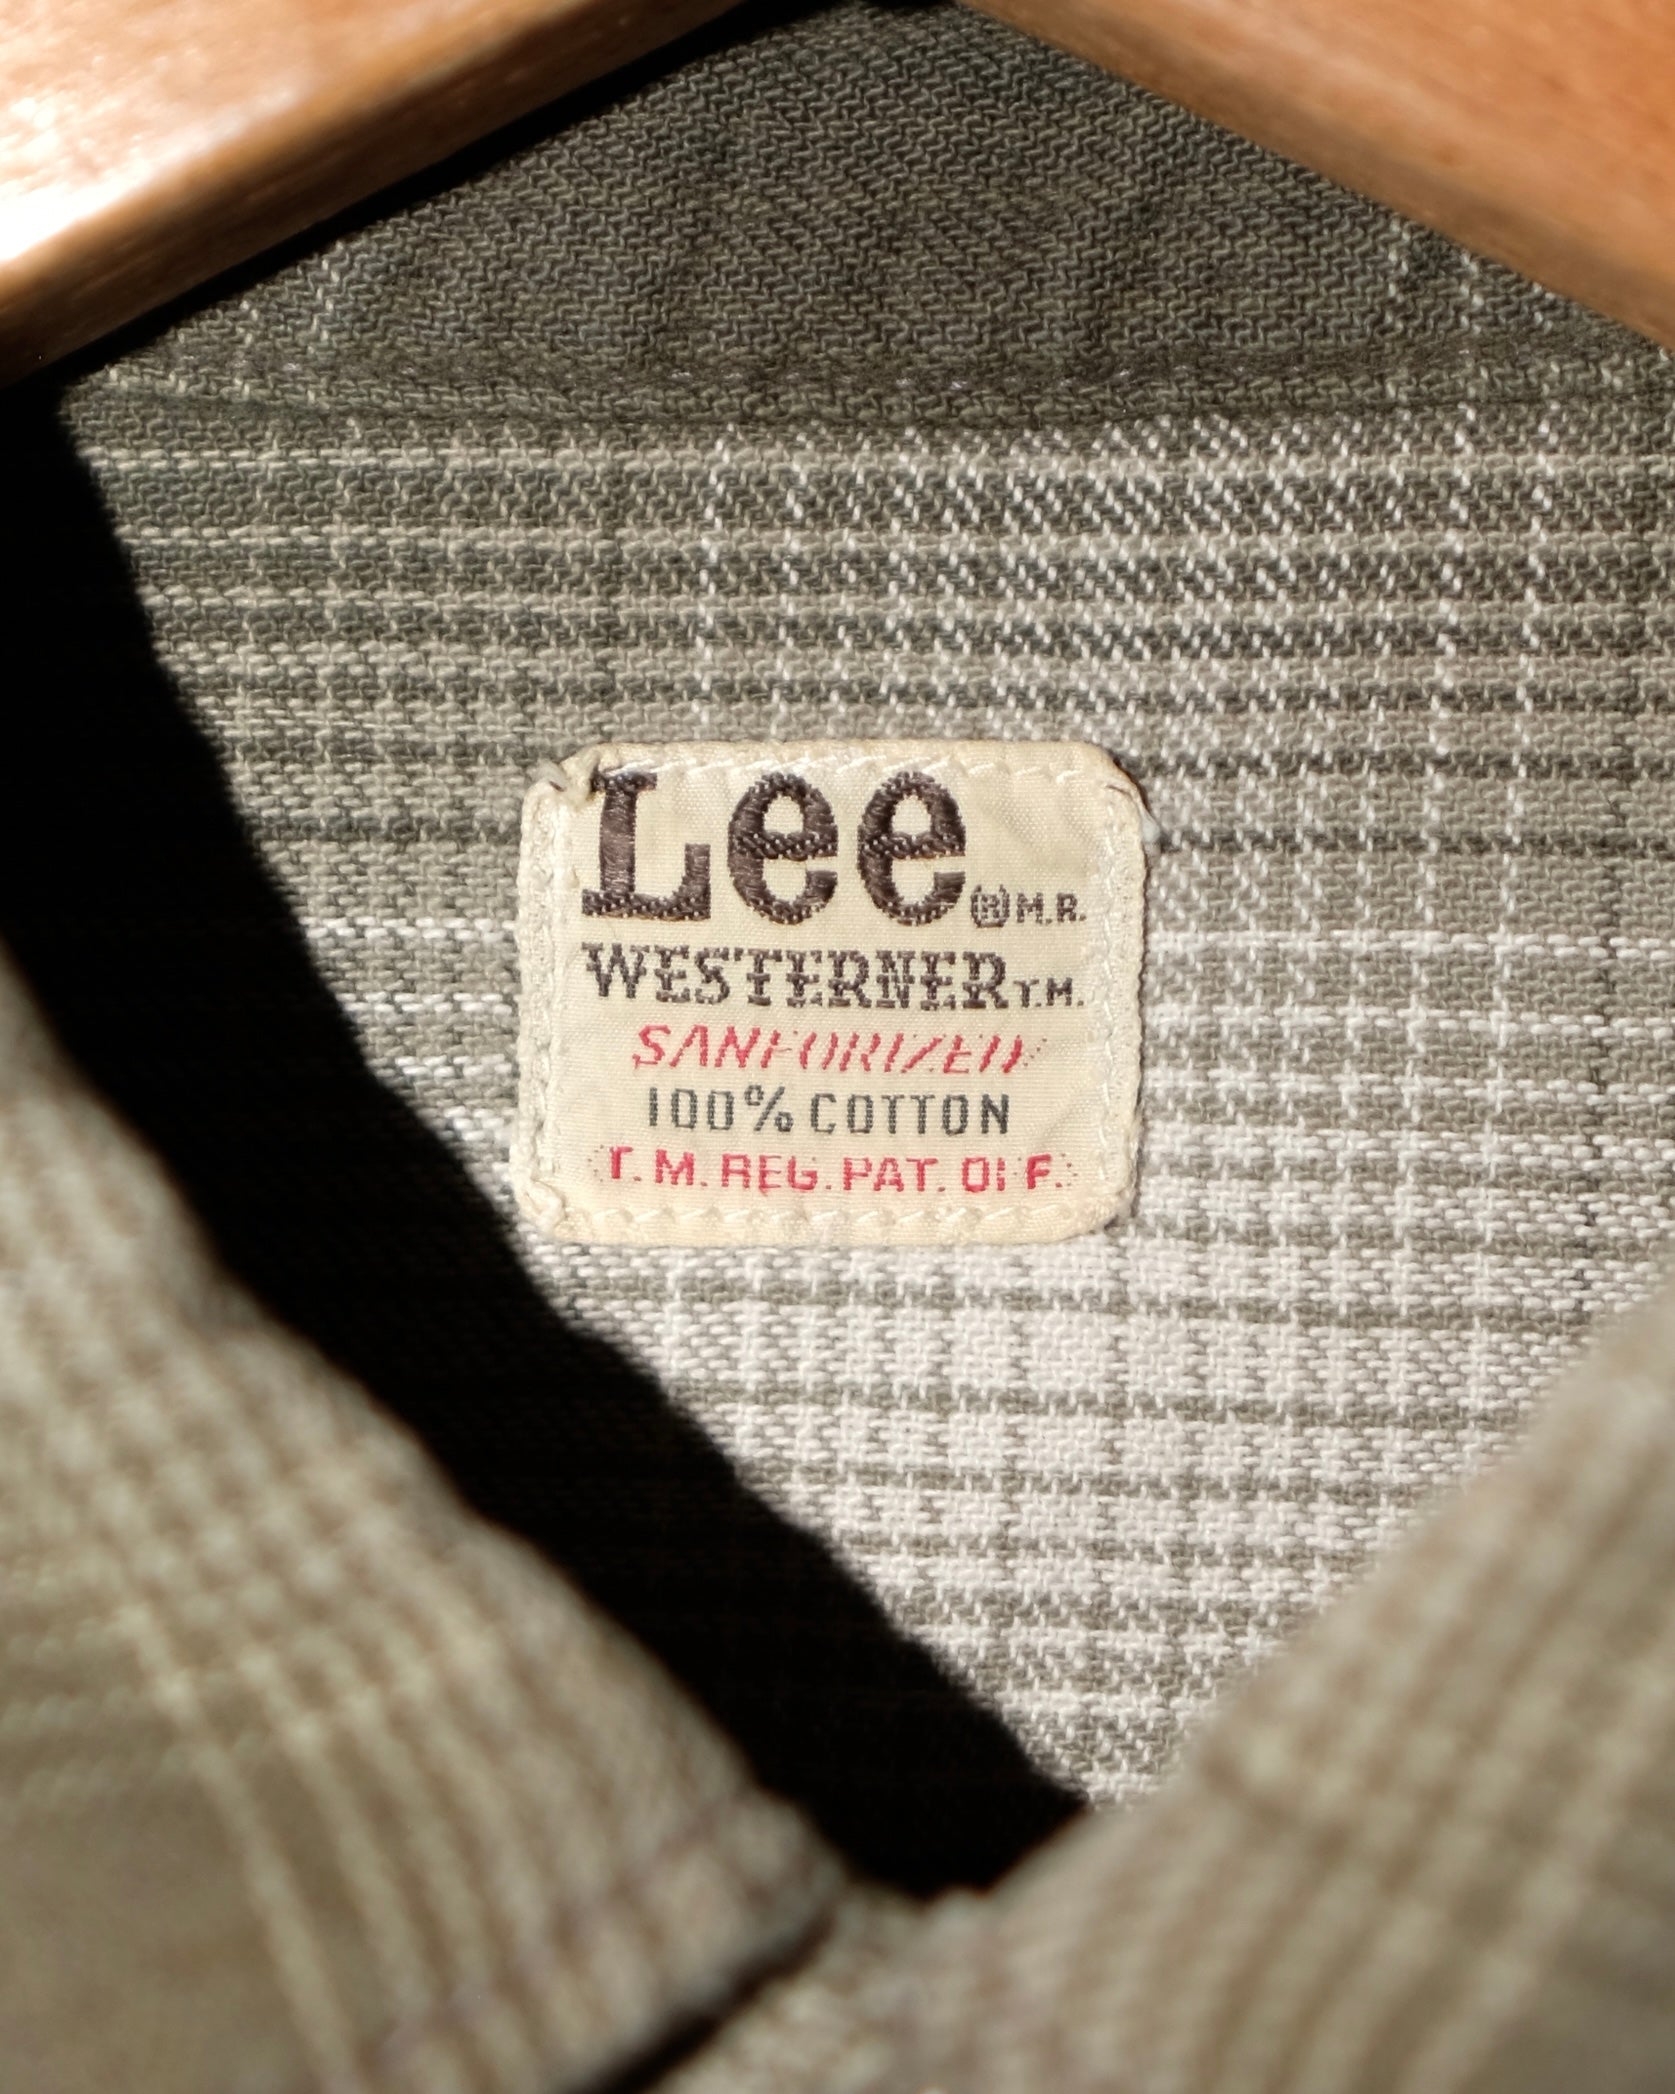 Lee ® M.R.
WESTERNER T.M.
SANFORIZED
100% COTTON
T.M. REG. PAT. OFF.